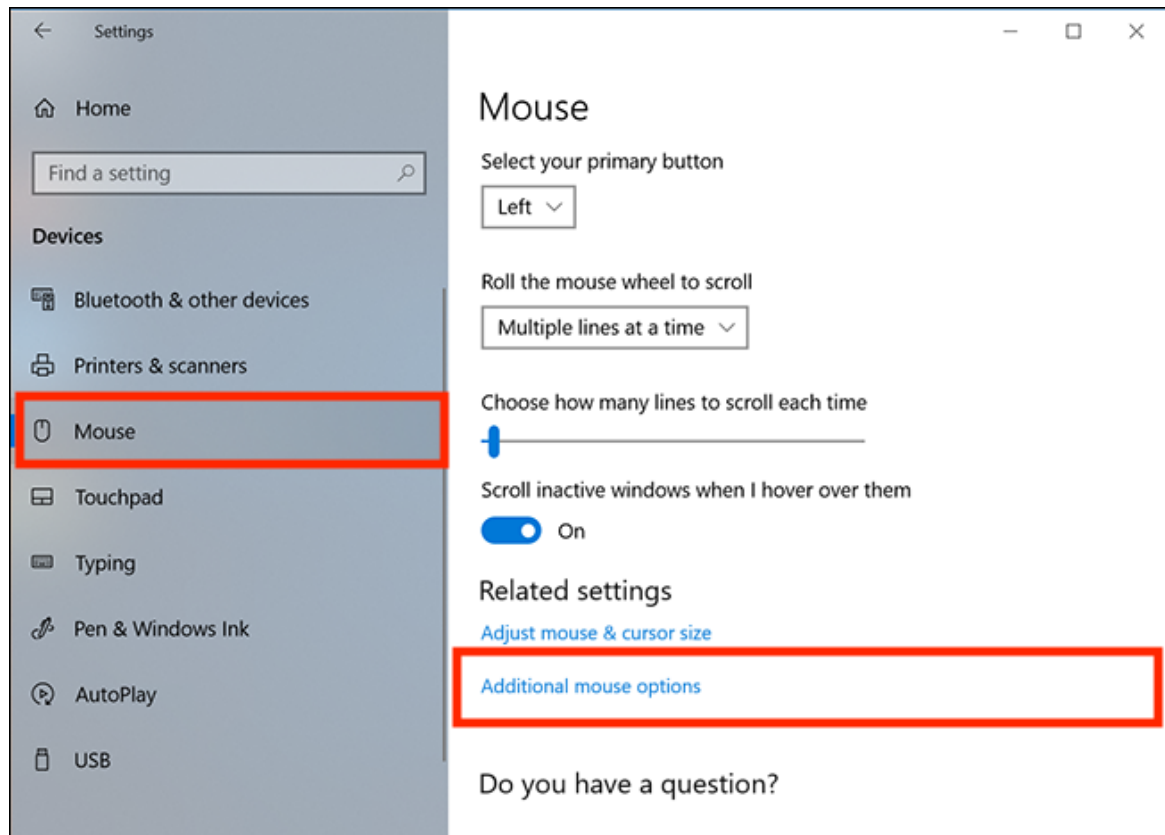 Settings
Home
Find a setting
Devices
Bluetooth & other devices
Printers & scanners
Mouse
Touchpad
Typing
Pen & Windows Ink
AutoPlay
USB
Mouse
Select your primary button
Left
Roll the mouse wheel to scroll
Multiple lines at a time
Choose how many lines to scroll each time
Scroll inactive windows when I hover over them
On
Related settings
Adjust mouse & cursor size
Additional mouse options
Do you have a question?